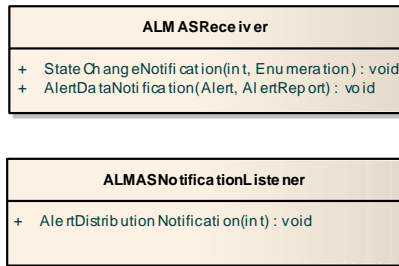 ALMASReceiver
+ StateChangeNotification(int, Enumeration) : void
+ AlertDataNotification(Alert, AlertReport) : void
ALMASNotificationListener
+ AlertDistributionNotification(int) : void